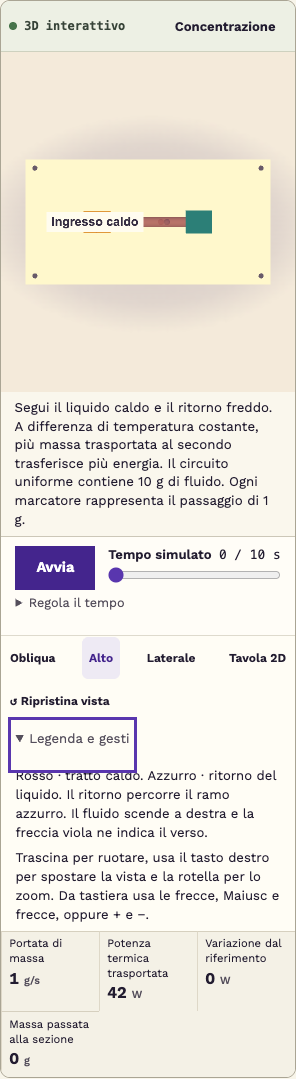 3D interattivo
Concentrazione
Ingresso caldo
Segui il liquido caldo e il ritorno freddo.
A differenza di temperatura costante,
più massa trasportata al secondo
trasferisce più energia. Il circuito
uniforme contiene 10 g di fluido. Ogni
marcatore rappresenta il passaggio di 1
g.
Avvia
Tempo simulato 0 / 10 s
▶ Regola il tempo
Obliqua
Alto
Laterale
Tavola 2D
↺ Ripristina vista
▼ Legenda e gesti
Rosso · tratto caldo. Azzurro · ritorno del
liquido. Il ritorno percorre il ramo
azzurro. Il fluido scende a destra e la
freccia viola ne indica il verso.
Trascina per ruotare, usa il tasto destro
per spostare la vista e la rotella per lo
zoom. Da tastiera usa le frecce, Maiusc e
frecce, oppure + e −.
Portata di
massa
1 g/s
Potenza
termica
trasportata
42 W
Variazione dal
riferimento
0 W
Massa passata
alla sezione
0 g